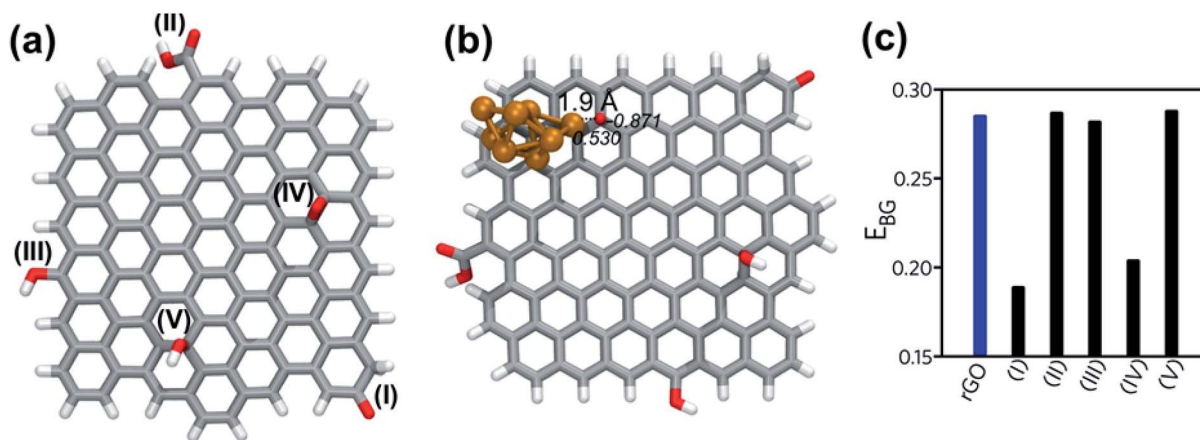 (a)
(II)
(IV)
(III)
(V)
(I)
(b)
1.9 Å
-0.871
0.530
(c)
E_BG
0.30
0.25
0.20
0.15
rGO
(I)
(II)
(III)
(IV)
(V)